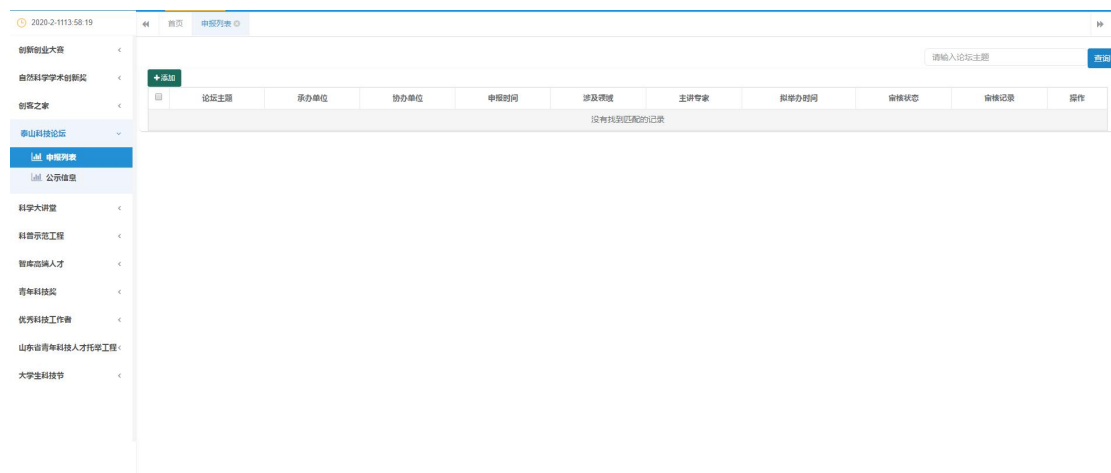 2020-2-1113:58:19
首页 申报列表
创新创业大赛
自然科学学术创新奖
创客之家
泰山科技论坛
申报列表
公示信息
科学大讲堂
科普示范工程
智库高端人才
青年科技奖
优秀科技工作者
山东省青年科技人才托举工程
大学生科技节
请输入论坛主题 查询
+添加
论坛主题 承办单位 协办单位 申报时间 涉及领域 主讲专家 拟举办时间 审核状态 审核记录 操作
没有找到匹配的记录